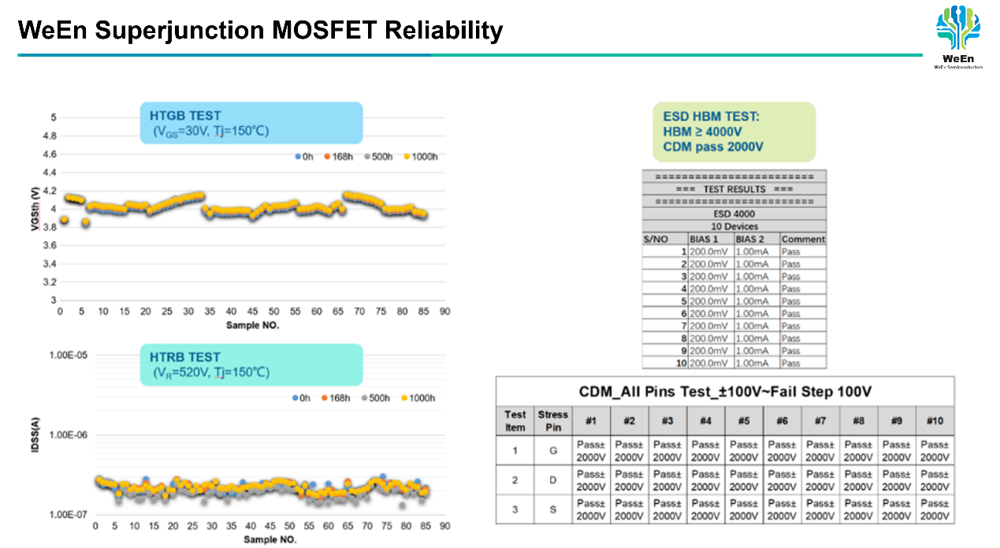 WeEn Superjunction MOSFET Reliability
WeEn
WeEn Semiconductors
HTGB TEST
(VGS=30V, Tj=150℃)
0h 168h 500h 1000h
VGSth (V)
5
4.8
4.6
4.4
4.2
4
3.8
3.6
3.4
3.2
3
0 5 10 15 20 25 30 35 40 45 50 55 60 65 70 75 80 85 90
Sample NO.
HTRB TEST
(VR=520V, Tj=150℃)
0h 168h 500h 1000h
IDSS(A)
1.00E-05
1.00E-06
1.00E-07
0 5 10 15 20 25 30 35 40 45 50 55 60 65 70 75 80 85 90
Sample NO.
ESD HBM TEST:
HBM ≥ 4000V
CDM pass 2000V
========================
=== TEST RESULTS ===
========================
ESD 4000
10 Devices
S/NO BIAS 1 BIAS 2 Comment
1 200.0mV 1.00mA Pass
2 200.0mV 1.00mA Pass
3 200.0mV 1.00mA Pass
4 200.0mV 1.00mA Pass
5 200.0mV 1.00mA Pass
6 200.0mV 1.00mA Pass
7 200.0mV 1.00mA Pass
8 200.0mV 1.00mA Pass
9 200.0mV 1.00mA Pass
10 200.0mV 1.00mA Pass
CDM_All Pins Test_±100V~Fail Step 100V
Test Stress
Item Pin #1 #2 #3 #4 #5 #6 #7 #8 #9 #10
Pass± Pass± Pass± Pass± Pass± Pass± Pass± Pass± Pass± Pass±
1 G 2000V 2000V 2000V 2000V 2000V 2000V 2000V 2000V 2000V 2000V
Pass± Pass± Pass± Pass± Pass± Pass± Pass± Pass± Pass± Pass±
2 D 2000V 2000V 2000V 2000V 2000V 2000V 2000V 2000V 2000V 2000V
Pass± Pass± Pass± Pass± Pass± Pass± Pass± Pass± Pass± Pass±
3 S 2000V 2000V 2000V 2000V 2000V 2000V 2000V 2000V 2000V 2000V